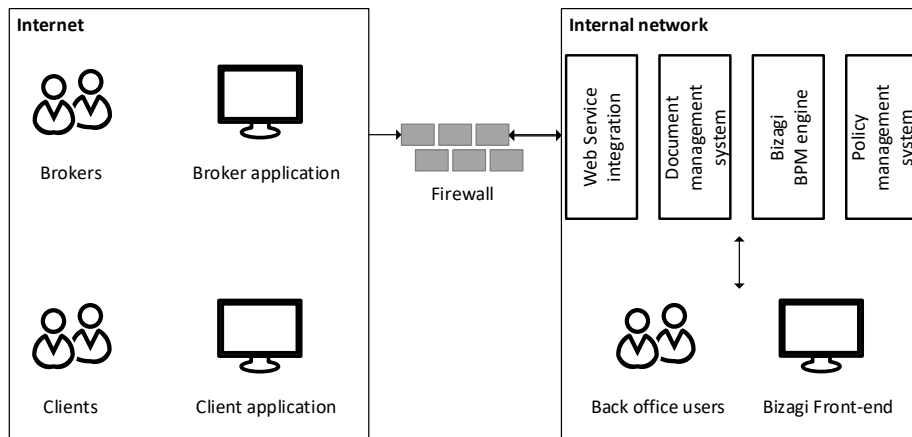 Internet
Brokers
Broker application
Clients
Client application
Firewall
Internal network
Web Service
integration
Document
management
system
Bizagi
BPM engine
Policy
management
system
Back office users
Bizagi Front-end